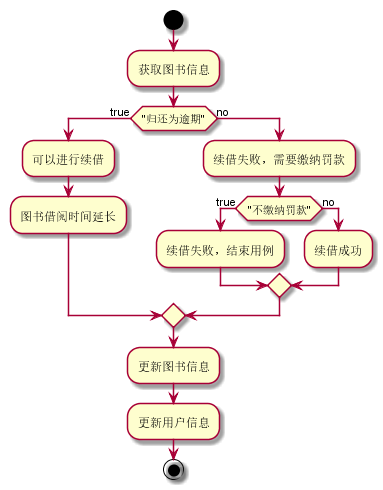 获取图书信息
true
"归还为逾期"
no
可以进行续借
续借失败，需要缴纳罚款
图书借阅时间延长
true
"不缴纳罚款"
no
续借失败，结束用例
续借成功
更新图书信息
更新用户信息